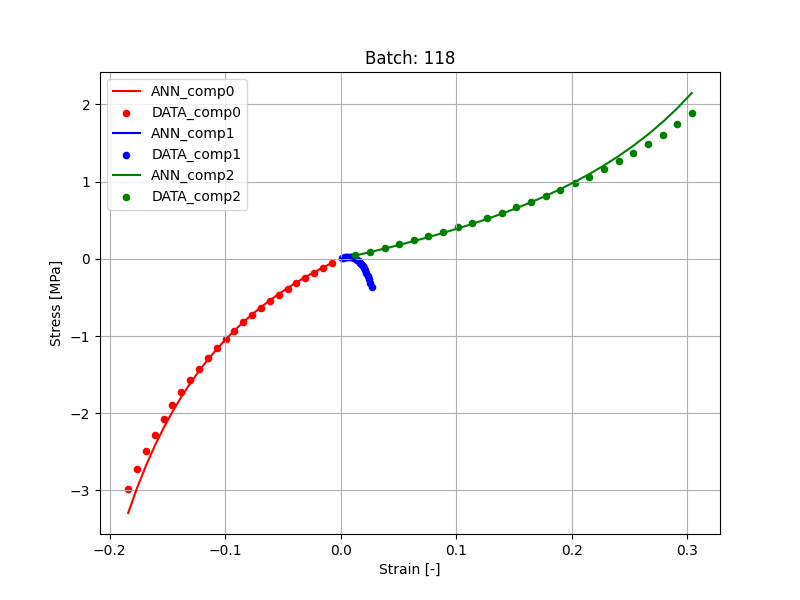 Batch: 118
ANN_comp0
DATA_comp0
ANN_comp1
DATA_comp1
ANN_comp2
DATA_comp2
Stress [MPa]
2
1
0
−1
−2
−3
−0.2
−0.1
0.0
0.1
0.2
0.3
Strain [-]